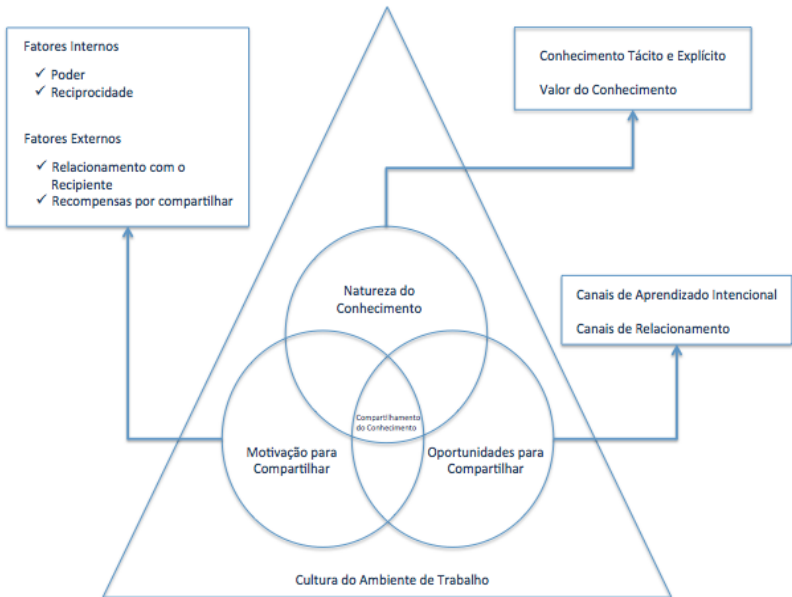 Fatores Internos
✓ Poder
✓ Reciprocidade
Fatores Externos
✓ Relacionamento com o
Recipiente
✓ Recompensas por compartilhar
Conhecimento Tácito e Explícito
Valor do Conhecimento
Natureza do
Conhecimento
Canais de Aprendizado Intencional
Canais de Relacionamento
Compartilhamento
do Conhecimento
Motivação para
Compartilhar
Oportunidades para
Compartilhar
Cultura do Ambiente de Trabalho